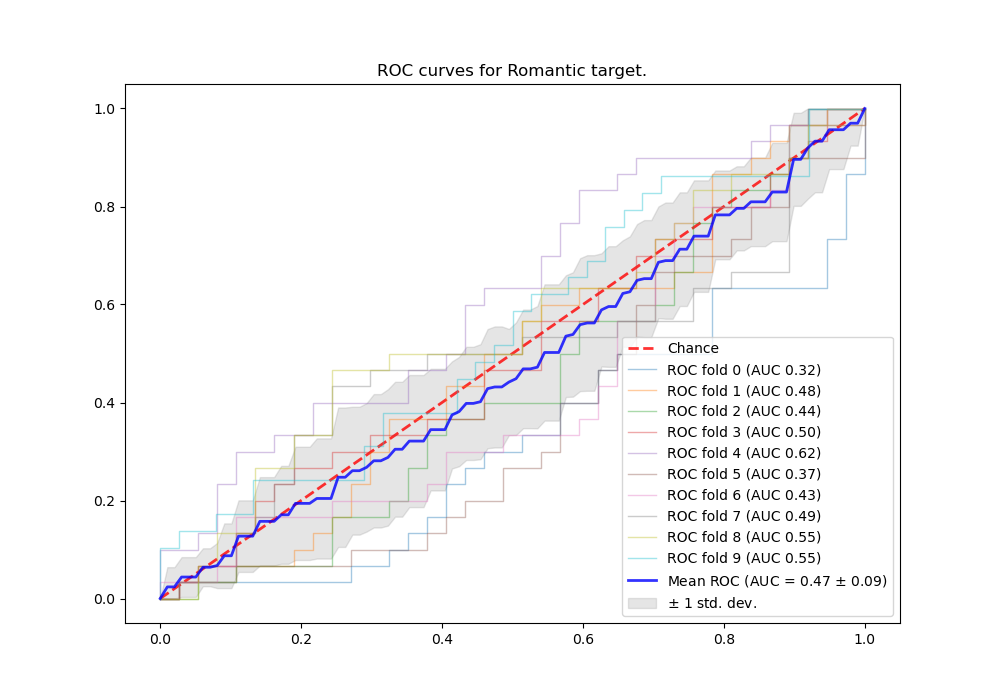 ROC curves for Romantic target.
1.0
0.8
0.6
0.4
0.2
0.0
0.0 0.2 0.4 0.6 0.8 1.0
Chance
ROC fold 0 (AUC 0.32)
ROC fold 1 (AUC 0.48)
ROC fold 2 (AUC 0.44)
ROC fold 3 (AUC 0.50)
ROC fold 4 (AUC 0.62)
ROC fold 5 (AUC 0.37)
ROC fold 6 (AUC 0.43)
ROC fold 7 (AUC 0.49)
ROC fold 8 (AUC 0.55)
ROC fold 9 (AUC 0.55)
Mean ROC (AUC = 0.47 ± 0.09)
± 1 std. dev.